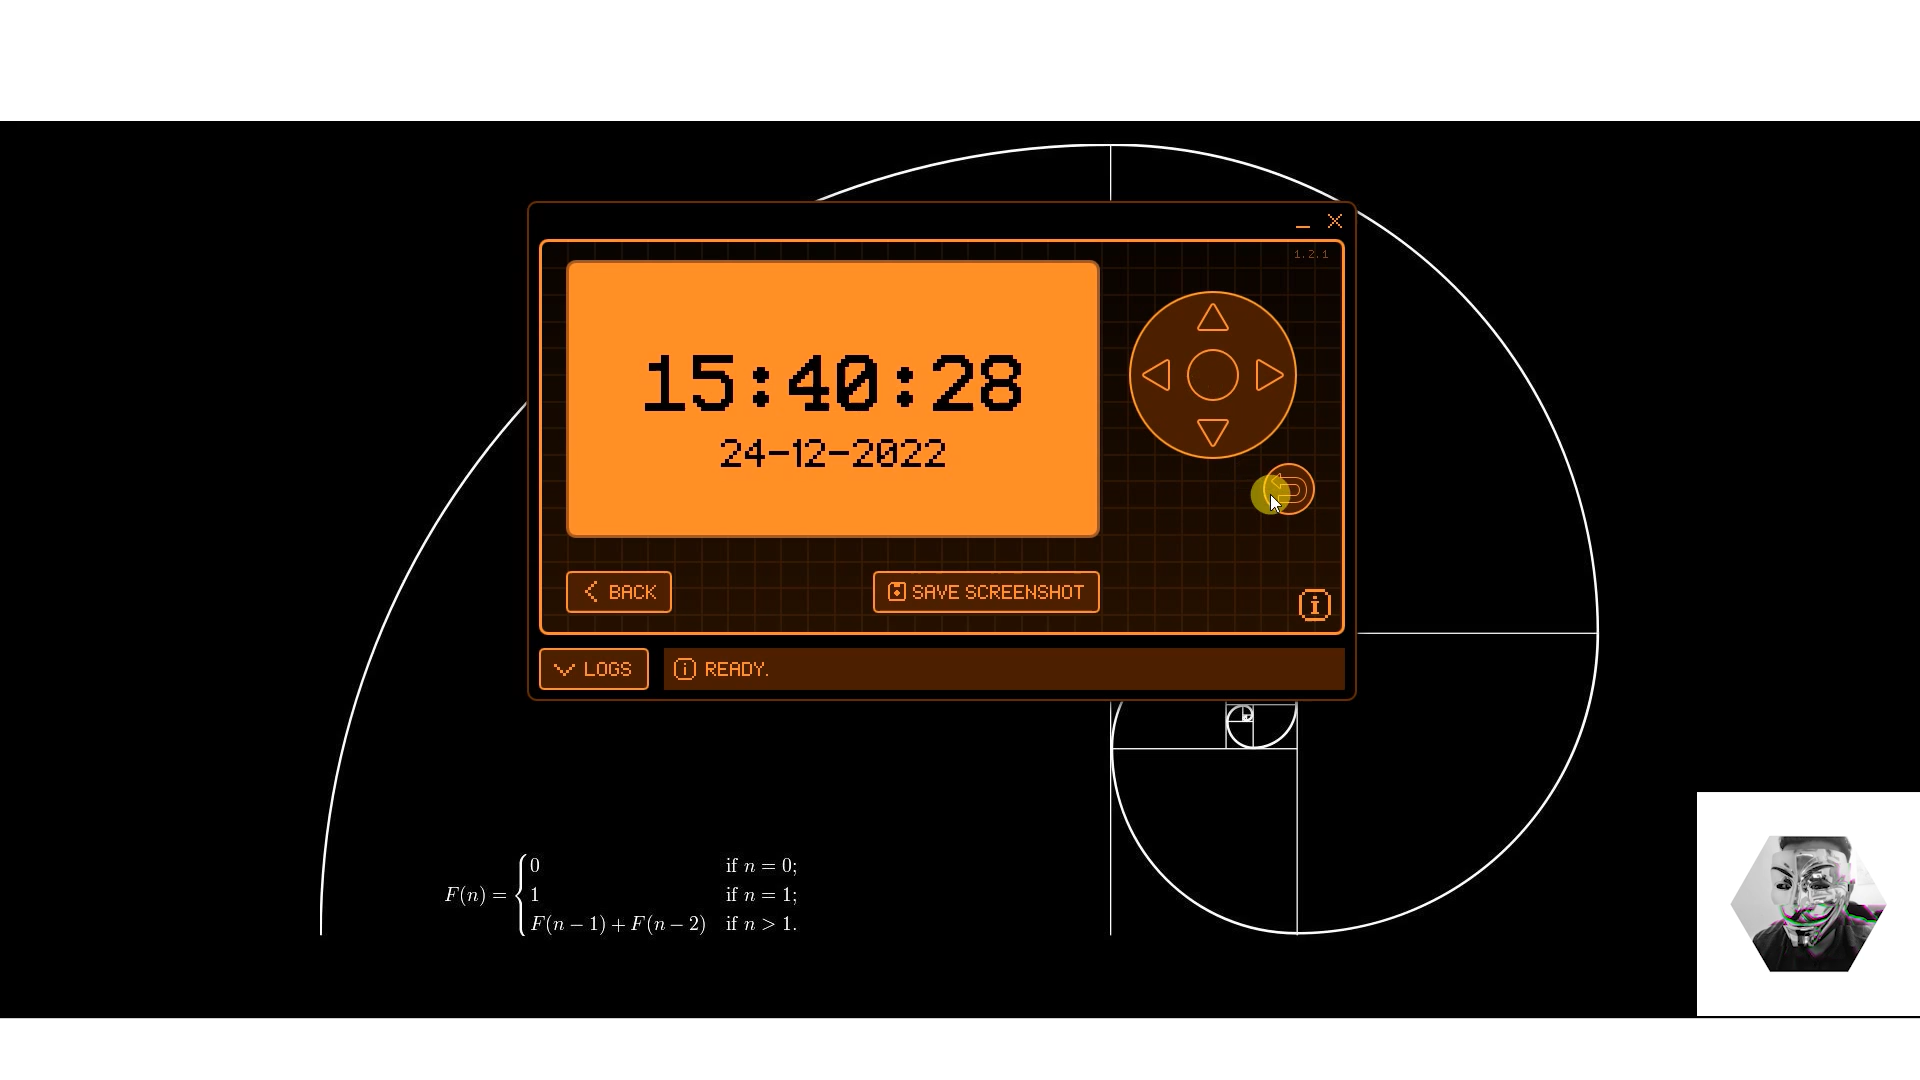 1.2.1
15:40:28
24-12-2022
BACK
SAVE SCREENSHOT
LOGS
READY.
F(n) = { 0 if n = 0;
1 if n = 1;
F(n − 1) + F(n − 2) if n > 1.